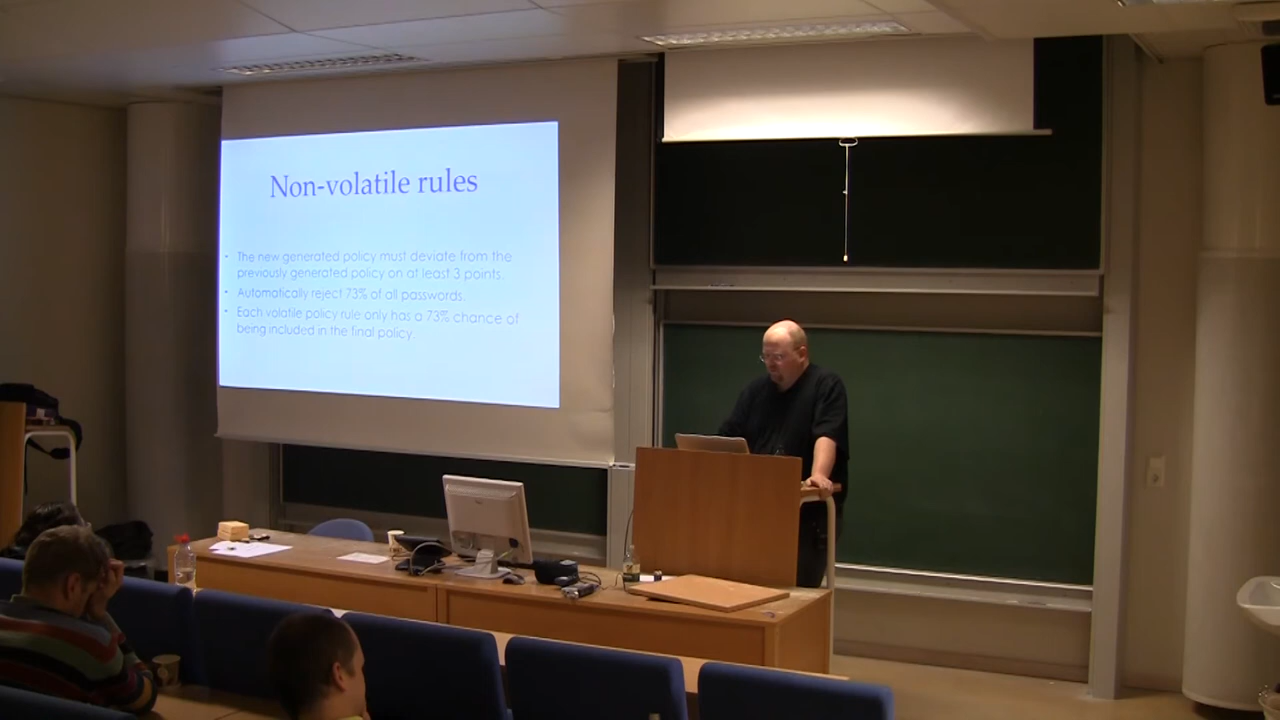 Non-volatile rules
• The new generated policy must deviate from the
previously generated policy on at least 3 points.
• Automatically reject 73% of all passwords.
• Each volatile policy rule only has a 73% chance of
being included in the final policy.